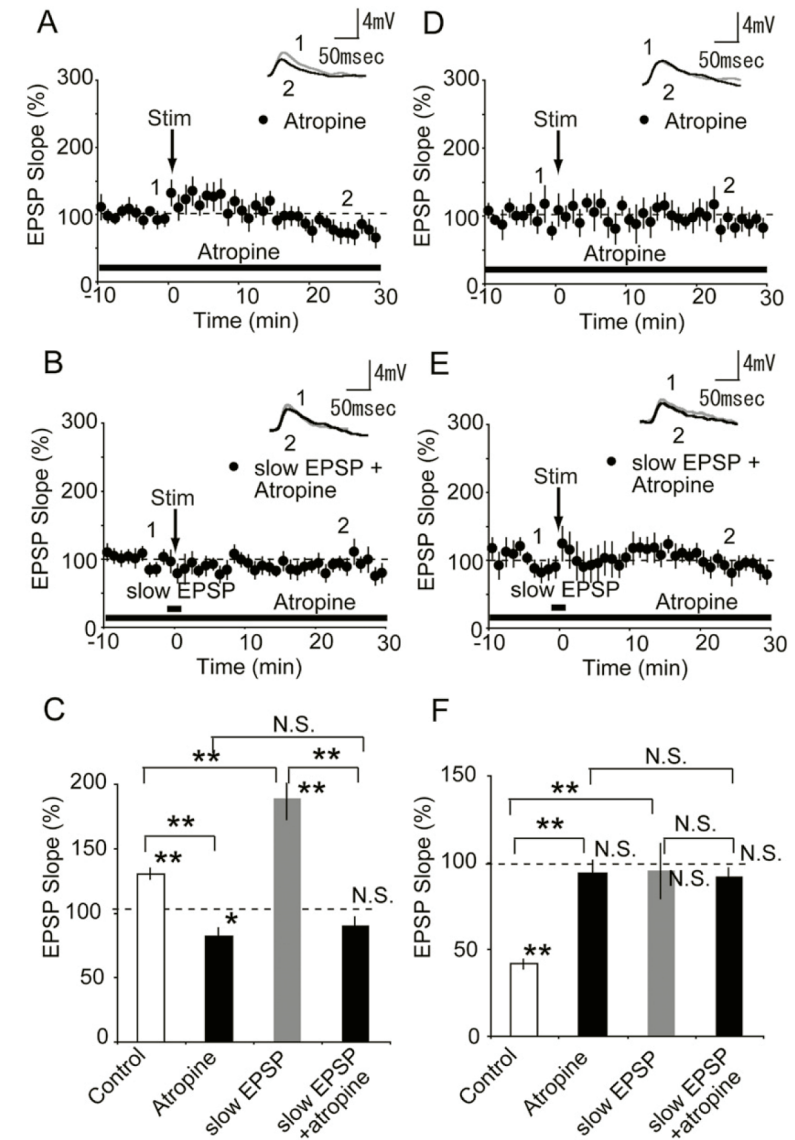 A
4mV
50msec
1
2
300
200
100
0
EPSP Slope (%)
Stim
Atropine
1
2
Atropine
-10 0 10 20 30
Time (min)
D
4mV
50msec
1
2
300
200
100
0
EPSP Slope (%)
Stim
Atropine
1
2
Atropine
-10 0 10 20 30
Time (min)
B
4mV
50msec
1
2
300
200
100
0
EPSP Slope (%)
slow EPSP +
Atropine
Stim
1
2
slow EPSP
Atropine
-10 0 10 20 30
Time (min)
E
4mV
50msec
1
2
300
200
100
0
EPSP Slope (%)
slow EPSP +
Atropine
Stim
1
2
slow EPSP
Atropine
-10 0 10 20 30
Time (min)
C
N.S.
** **
**
**
**
*
N.S.
200
150
100
50
0
EPSP Slope (%)
Control
Atropine
slow EPSP
slow EPSP
+atropine
F
N.S.
**
** N.S.
N.S. N.S.
N.S.
**
150
100
50
0
EPSP Slope (%)
Control
Atropine
slow EPSP
slow EPSP
+atropine